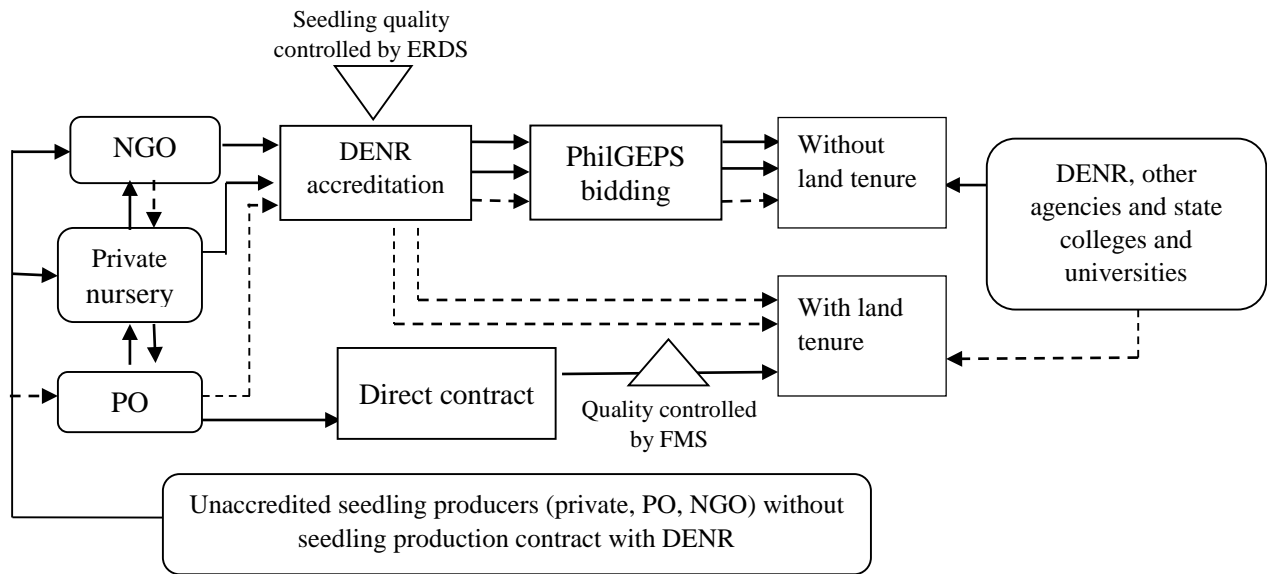 Seedling quality
controlled by ERDS
NGO
DENR
accreditation
PhilGEPS
bidding
Without
land tenure
DENR, other
agencies and state
colleges and
universities
Private
nursery
With land
tenure
PO
Direct contract
Quality controlled
by FMS
Unaccredited seedling producers (private, PO, NGO) without
seedling production contract with DENR